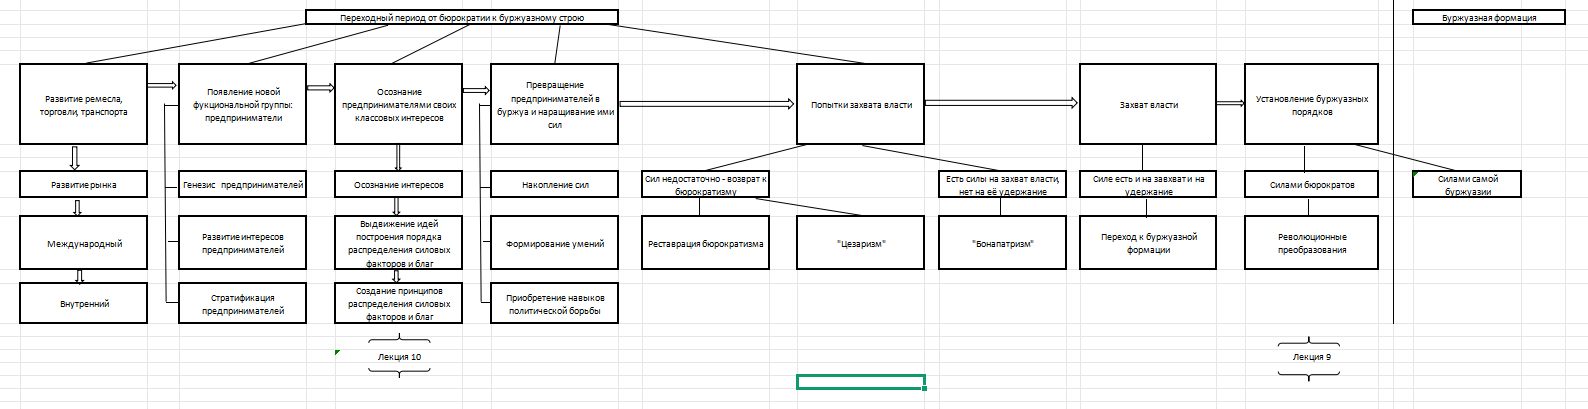 Переходный период от бюрократии к буржуазному строю
Буржуазная формация
Развитие ремесла,
торговли, транспорта
Появление новой
фукциональной группы:
предприниматели
Осознание
предпринимателями своих
классовых интересов
Превращение
предпринимателей в
буржуа и наращивание ими
сил
Попытки захвата власти
Захват власти
Установление буржуазных
порядков
Развитие рынка
Генезис предпринимателей
Осознание интересов
Накопление сил
Сил недостаточно - возврат к
бюрократизму
Есть силы на захват власти,
нет на её удержание
Силе есть и на завхват и на
удержание
Силами бюрократов
Силами самой
буржуазии
Международный
Развитие интересов
предпринимателей
Выдвижение идей
построения порядка
распределения силовых
факторов и благ
Формирование умений
Реставрация бюрократизма
"Цезаризм"
"Бонапатризм"
Переход к буржуазной
формации
Революционные
преобразования
Внутренний
Стратификация
предпринимателей
Создание принципов
распределения силовых
факторов и благ
Приобретение навыков
политической борьбы
Лекция 10
Лекция 9